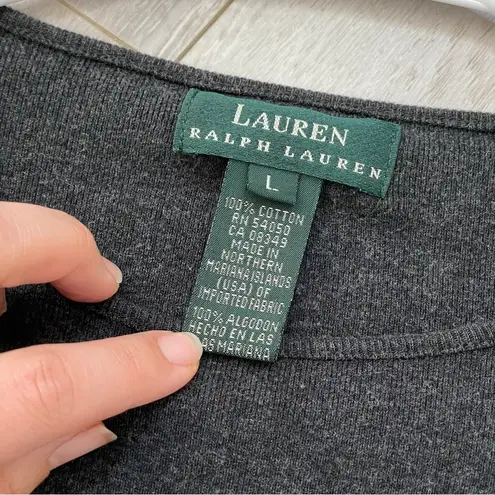 LAUREN
RALPH LAUREN
L
100% COTTON
RN 54050
CA 08349
MADE IN
NORTHERN
MARIANA ISLANDS
(USA) OF
IMPORTED FABRIC
100% ALGODON
HECHO EN LAS
LAS MARIANA